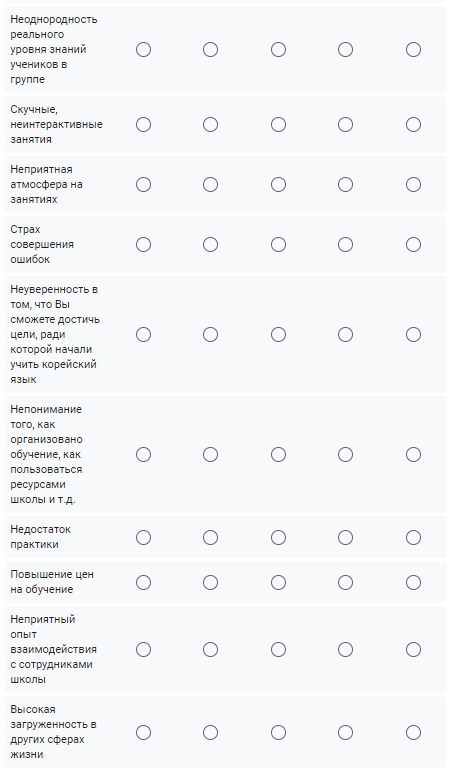 Неоднородность
реального
уровня знаний
учеников в
группе
Скучные,
неинтерактивные
занятия
Неприятная
атмосфера на
занятиях
Страх
совершения
ошибок
Неуверенность в
том, что Вы
сможете достичь
цели, ради
которой начали
учить корейский
язык
Непонимание
того, как
организовано
обучение, как
пользоваться
ресурсами
школы и т.д.
Недостаток
практики
Повышение цен
на обучение
Неприятный
опыт
взаимодействия
с сотрудниками
школы
Высокая
загруженность в
других сферах
жизни